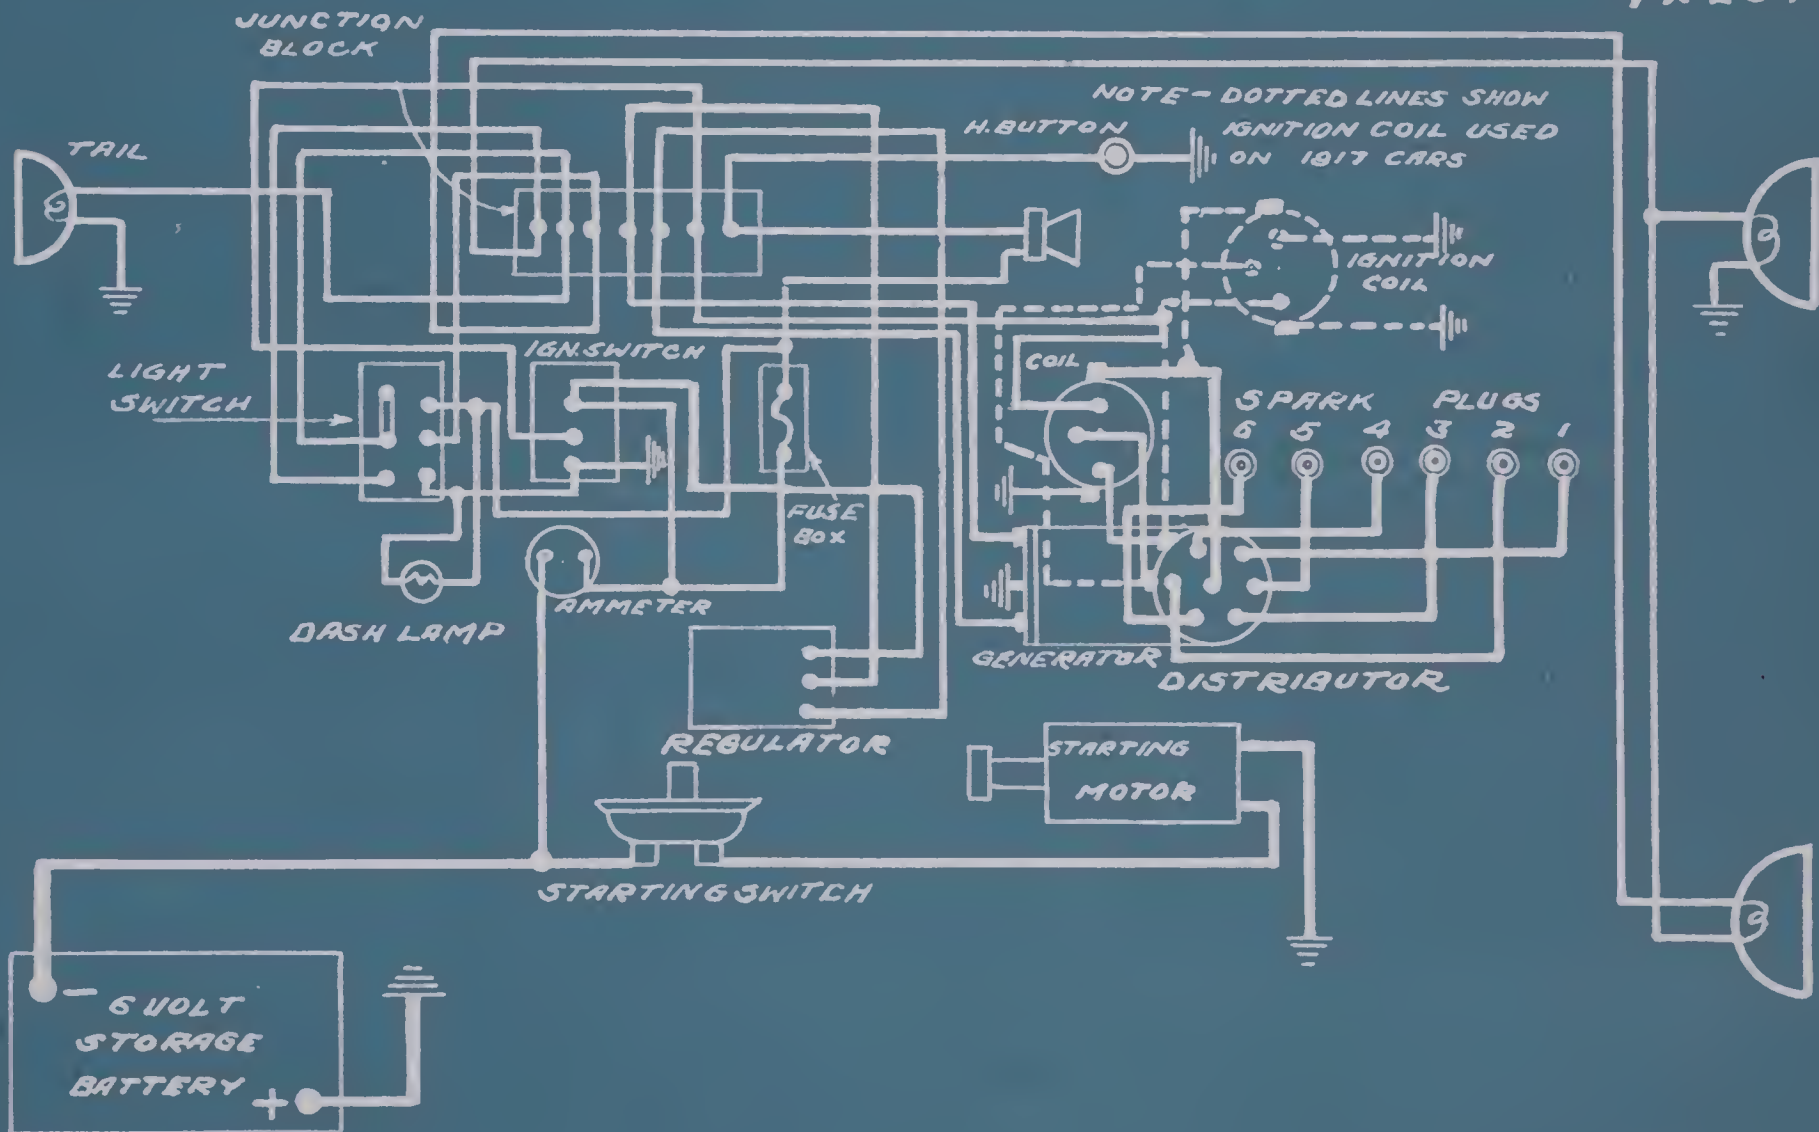 JUNCTION
BLOCK
NOTE - DOTTED LINES SHOW
IGNITION COIL USED
ON 1917 CARS
H. BUTTON
TAIL
IGNITION
COIL
LIGHT
SWITCH
IGN. SWITCH
COIL
SPARK PLUGS
6 5 4 3 2 1
FUSE
BOX
AMMETER
DASH LAMP
GENERATOR
DISTRIBUTOR
REGULATOR
STARTING
MOTOR
STARTING SWITCH
- 6 VOLT
STORAGE
BATTERY
+